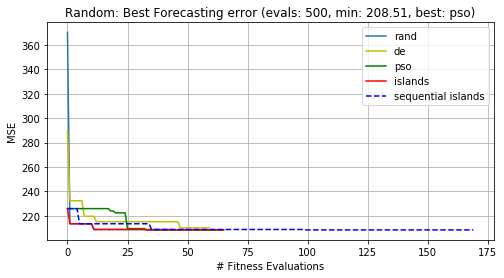 Random: Best Forecasting error (evals: 500, min: 208.51, best: pso)
360
340
320
300
280
260
240
220
MSE
rand
de
pso
islands
sequential islands
0 25 50 75 100 125 150 175
# Fitness Evaluations